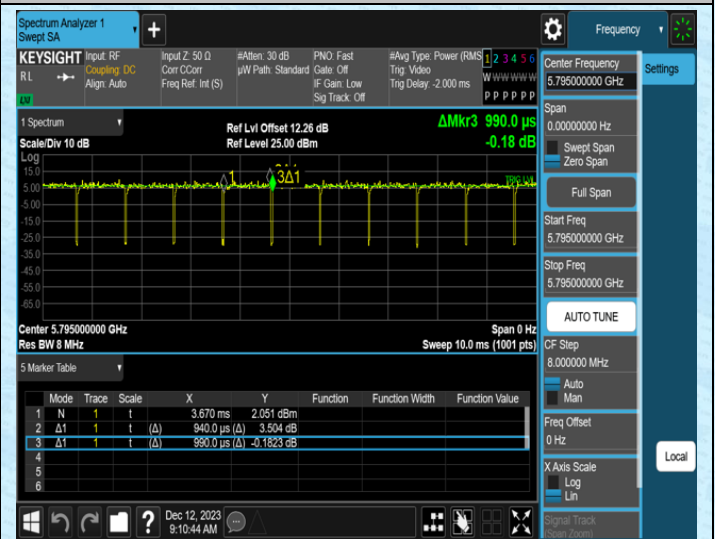 Spectrum Analyzer 1
Swept SA
+
Frequency
KEYSIGHT
RL
LXI
Input: RF
Coupling: DC
Align: Auto
Input Z: 50 Ω
Corr CCorr
Freq Ref: Int (S)
#Atten: 30 dB
µW Path: Standard
PNO: Fast
Gate: Off
IF Gain: Low
Sig Track: Off
#Avg Type: Power (RMS
Trig: Video
Trig Delay: -2.000 ms
1 2 3 4 5 6
W W W W W W
P P P P P P
1 Spectrum
Scale/Div 10 dB
Ref Lvl Offset 12.26 dB
Ref Level 25.00 dBm
ΔMkr3 990.0 µs
-0.18 dB
Log
15.0
5.00
-5.00
-15.0
-25.0
-35.0
-45.0
-55.0
-65.0
1
3Δ1
TRIG LVL
Center 5.795000000 GHz
Res BW 8 MHz
Span 0 Hz
Sweep 10.0 ms (1001 pts)
5 Marker Table
Mode Trace Scale X Y Function Function Width Function Value
1 N 1 t 3.670 ms 2.051 dBm
2 Δ1 1 t (Δ) 940.0 µs (Δ) 3.504 dB
3 Δ1 1 t (Δ) 990.0 µs (Δ) -0.1823 dB
4
5
6
Dec 12, 2023
9:10:44 AM
Center Frequency
5.795000000 GHz
Settings
Span
0.00000000 Hz
Swept Span
Zero Span
Full Span
Start Freq
5.795000000 GHz
Stop Freq
5.795000000 GHz
AUTO TUNE
CF Step
8.000000 MHz
Auto
Man
Freq Offset
0 Hz
X Axis Scale
Log
Lin
Local
Signal Track
(Span Zoom)